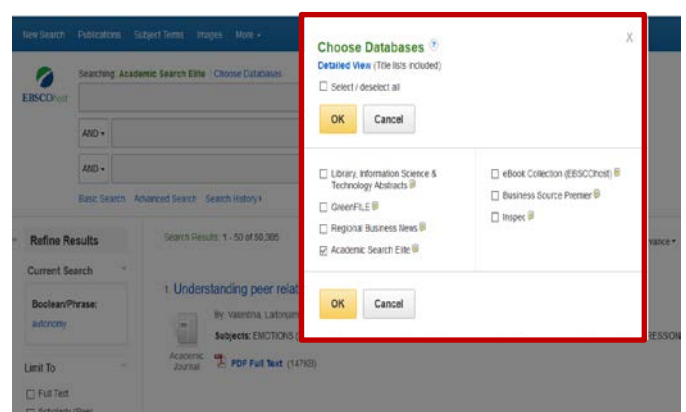 New Search Publications Subject Terms Images More
Searching: Academic Search Elite Choose Databases
EBSCOhost
AND
AND
Basic Search Advanced Search Search History
Refine Results
Current Search
Boolean/Phrase:
autonomy
Limit To
Full Text
Search Results: 1 - 50 of 50,385
1. Understanding peer relat
By: Valentina, Ladonjam
Subjects: EMOTIONS (
Academic
Journal
PDF Full Text (147KB)
X
Choose Databases ?
Detailed View (Title lists included)
Select / deselect all
OK Cancel
Library, Information Science &
Technology Abstracts
GreenFILE
Regional Business News
Academic Search Elite
eBook Collection (EBSCOhost)
Business Source Premier
Inspec
OK Cancel
vance
RESSION